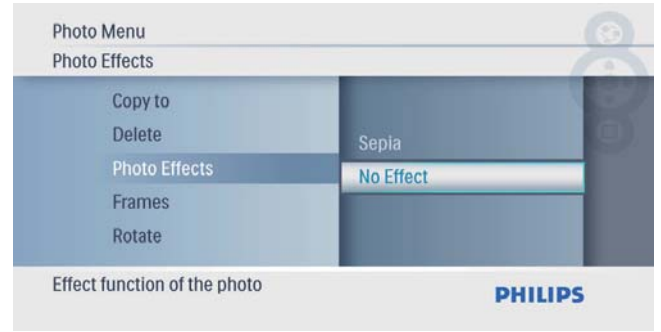 Photo Menu
Photo Effects
Copy to
Delete
Photo Effects
Frames
Rotate
Sepia
No Effect
Effect function of the photo
PHILIPS